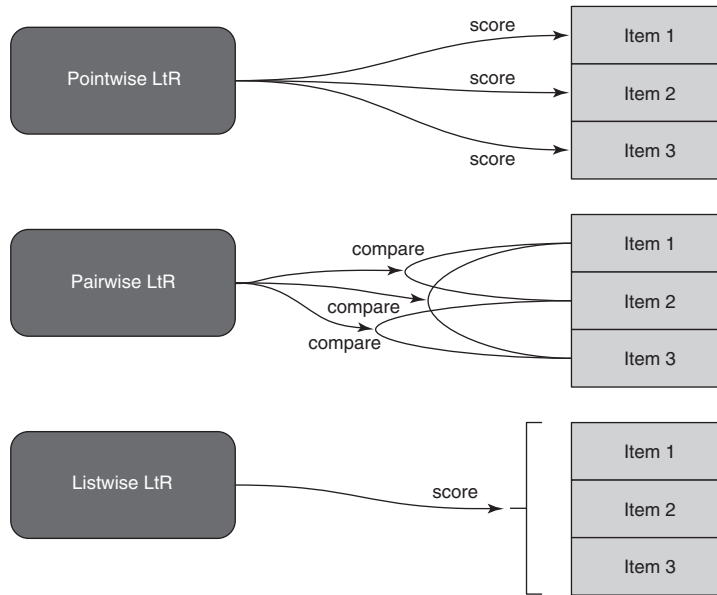 Pointwise LtR
score
score
score
Item 1
Item 2
Item 3
Pairwise LtR
compare
compare
compare
Item 1
Item 2
Item 3
Listwise LtR
score
Item 1
Item 2
Item 3